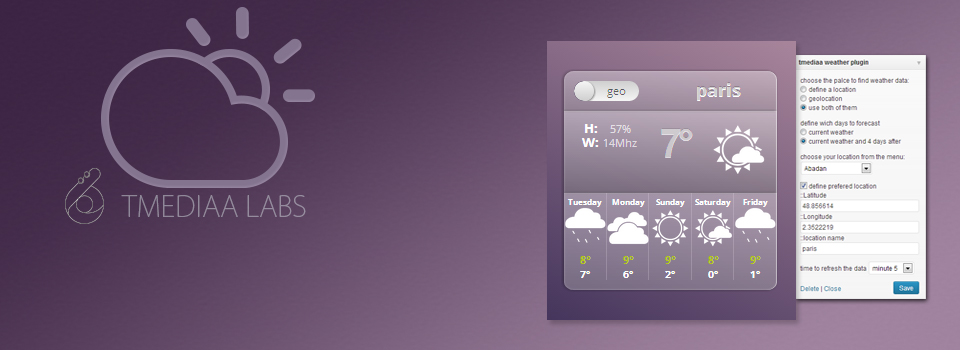 TMEDIAA LABS
geo
paris
H: 57%
W: 14Mhz
7°
Tuesday Monday Sunday Saturday Friday
8° 9° 9° 8° 9°
7° 6° 2° 0° 1°
tmediaa weather plugin
choose the palce to find weather data:
define a location
geolocation
use both of them
define wich days to forecast
current weather
current weather and 4 days after
choose your location from the menu:
Abadan
define prefered location
::Latitude
48.856614
::Longitude
2.3522219
::location name
paris
time to refresh the data minute 5
Delete | Close Save